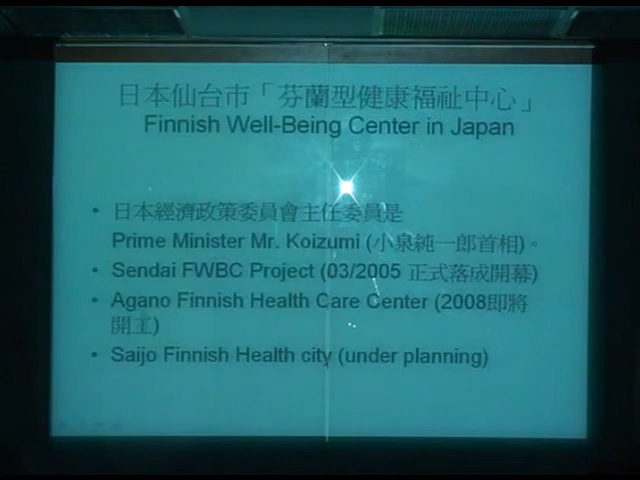 日本仙台市「芬蘭型健康福祉中心」
Finnish Well-Being Center in Japan
• 日本經濟政策委員會主任委員是
Prime Minister Mr. Koizumi (小泉純一郎首相)。
• Sendai FWBC Project (03/2005 正式落成開幕)
• Agano Finnish Health Care Center (2008即將
開工)
• Saijo Finnish Health city (under planning)